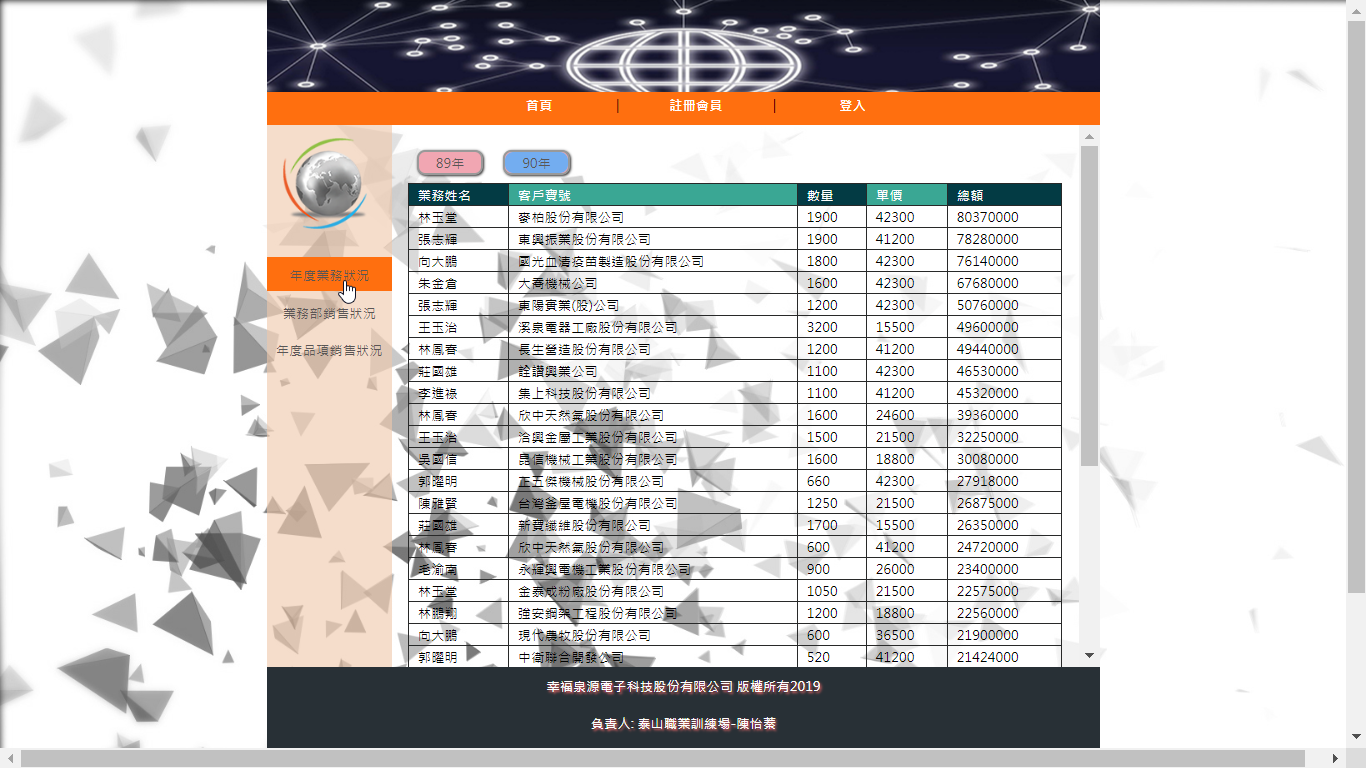 首頁 | 註冊會員 | 登入
89年 90年
年度業務狀況
業務部銷售狀況
年度品項銷售狀況
業務姓名 客戶寶號 數量 單價 總額
林玉堂 麥柏股份有限公司 1900 42300 80370000
張志輝 東興振業股份有限公司 1900 41200 78280000
向大鵬 國光血清疫苗製造股份有限公司 1800 42300 76140000
朱金倉 大喬機械公司 1600 42300 67680000
張志輝 東陽實業(股)公司 1200 42300 50760000
王玉治 溪泉電器工廠股份有限公司 3200 15500 49600000
林鳳春 長生營造股份有限公司 1200 41200 49440000
莊國雄 詮讚興業公司 1100 42300 46530000
李進祿 集上科技股份有限公司 1100 41200 45320000
林鳳春 欣中天然氣股份有限公司 1600 24600 39360000
王玉治 洽興金屬工業股份有限公司 1500 21500 32250000
吳國信 昆信機械工業股份有限公司 1600 18800 30080000
郭曜明 正五傑機械股份有限公司 660 42300 27918000
陳雅賢 台灣釜屋電機股份有限公司 1250 21500 26875000
莊國雄 新寶纖維股份有限公司 1700 15500 26350000
林鳳春 欣中天然氣股份有限公司 600 41200 24720000
毛渝南 永輝興電機工業股份有限公司 900 26000 23400000
林玉堂 金泰成粉廠股份有限公司 1050 21500 22575000
林鵬翔 強安鋼架工程股份有限公司 1200 18800 22560000
向大鵬 現代農牧股份有限公司 600 36500 21900000
郭曜明 中衛聯合開發公司 520 41200 21424000
幸福泉源電子科技股份有限公司 版權所有2019
負責人: 泰山職業訓練場-陳怡蓁